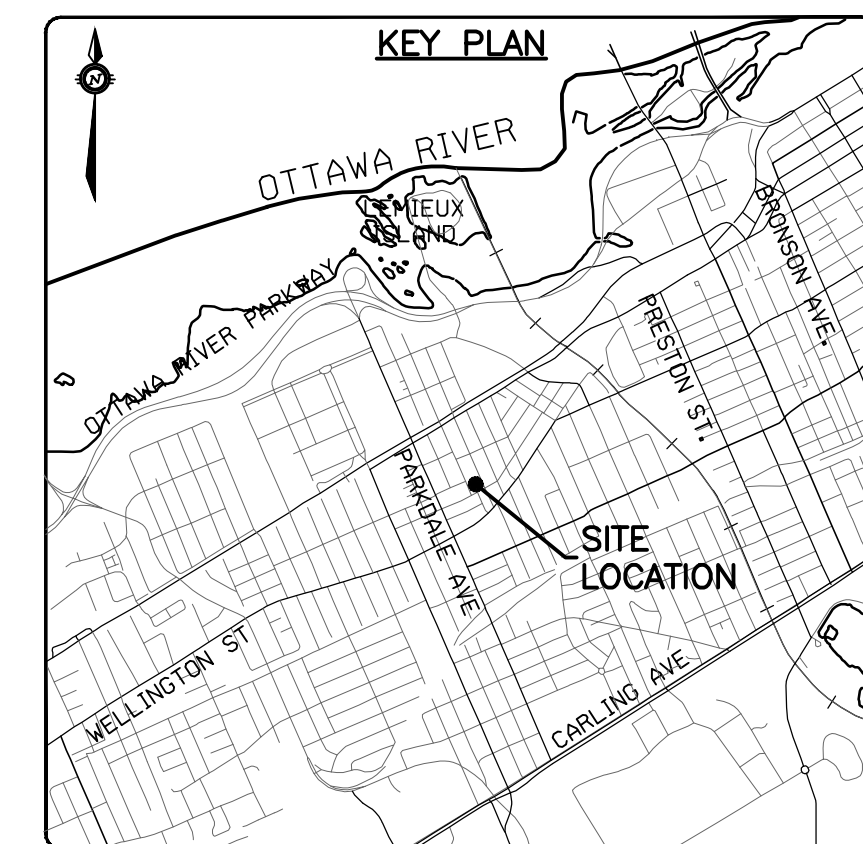 KEY PLAN
N
OTTAWA RIVER
LEMIEUX
ISLAND
BRONSON AVE.
OTTAWA RIVER PARKWAY
PRESTON ST.
PARKDALE AVE
SITE
LOCATION
WELLINGTON ST
CARLING AVE